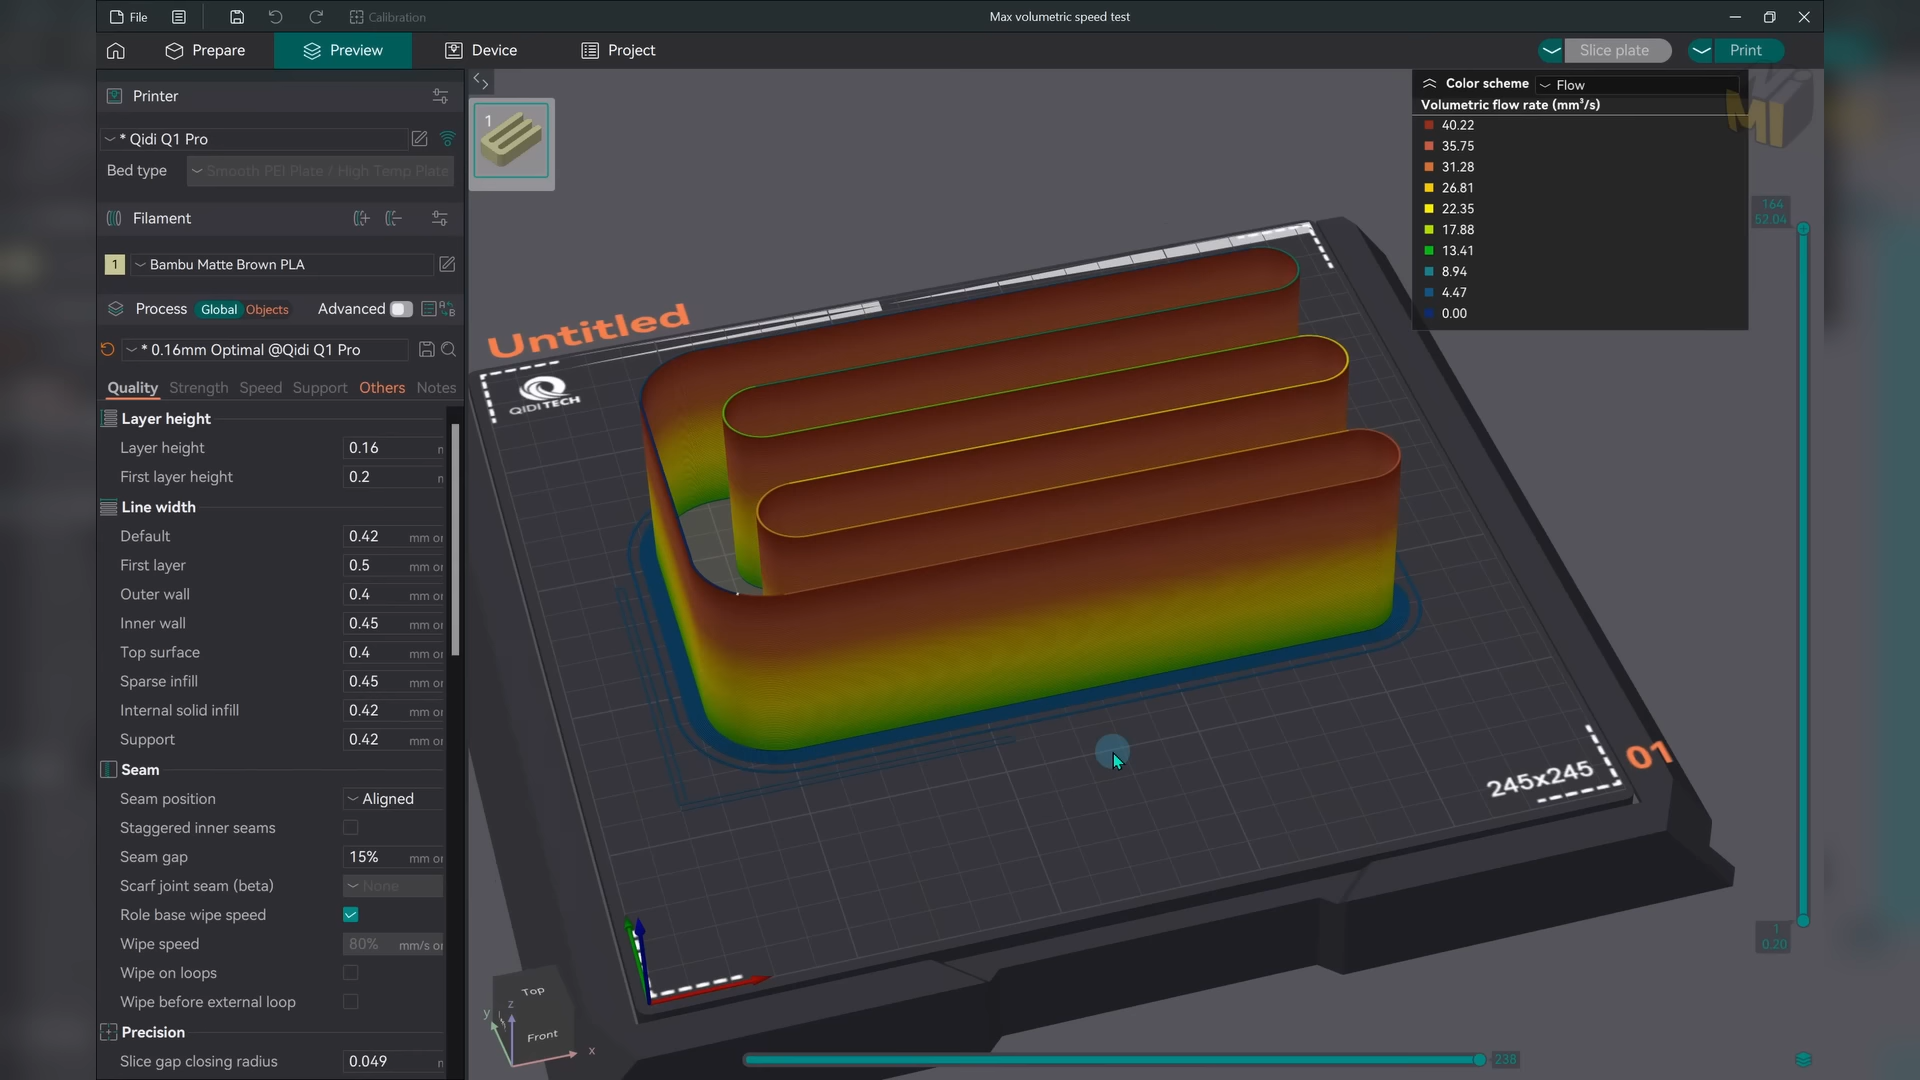 File
Calibration
Max volumetric speed test
Prepare
Preview
Device
Project
Slice plate
Print
Printer
* Qidi Q1 Pro
Bed type
Smooth PEI Plate / High Temp Plate
Filament
1
Bambu Matte Brown PLA
Process
Global
Objects
Advanced
* 0.16mm Optimal @Qidi Q1 Pro
Quality
Strength
Speed
Support
Others
Notes
Layer height
Layer height 0.16
First layer height 0.2
Line width
Default 0.42 mm or
First layer 0.5 mm or
Outer wall 0.4 mm or
Inner wall 0.45 mm or
Top surface 0.4 mm or
Sparse infill 0.45 mm or
Internal solid infill 0.42 mm or
Support 0.42 mm or
Seam
Seam position Aligned
Staggered inner seams
Seam gap 15% mm or
Scarf joint seam (beta) None
Role base wipe speed
Wipe speed 80% mm/s or
Wipe on loops
Wipe before external loop
Precision
Slice gap closing radius 0.049
1
Untitled
QIDITECH
245x245
01
Color scheme Flow
Volumetric flow rate (mm³/s)
40.22
35.75
31.28
26.81
22.35
17.88
13.41
8.94
4.47
0.00
MI
164
52.04
1
0.20
238
Top
Front
z
y
x